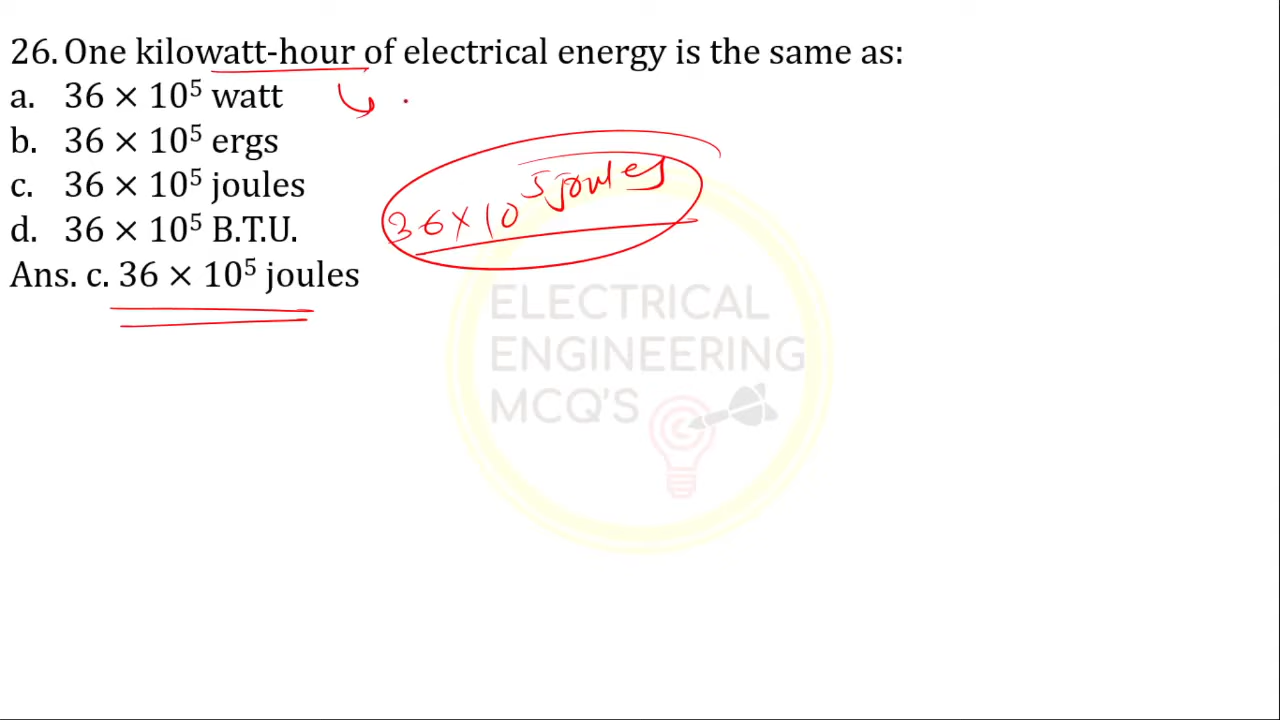 26. One kilowatt-hour of electrical energy is the same as:
a. 36 × 10⁵ watt
b. 36 × 10⁵ ergs
c. 36 × 10⁵ joules
d. 36 × 10⁵ B.T.U.
Ans. c. 36 × 10⁵ joules
36 × 10⁵ joules
ELECTRICAL
ENGINEERING
MCQ'S